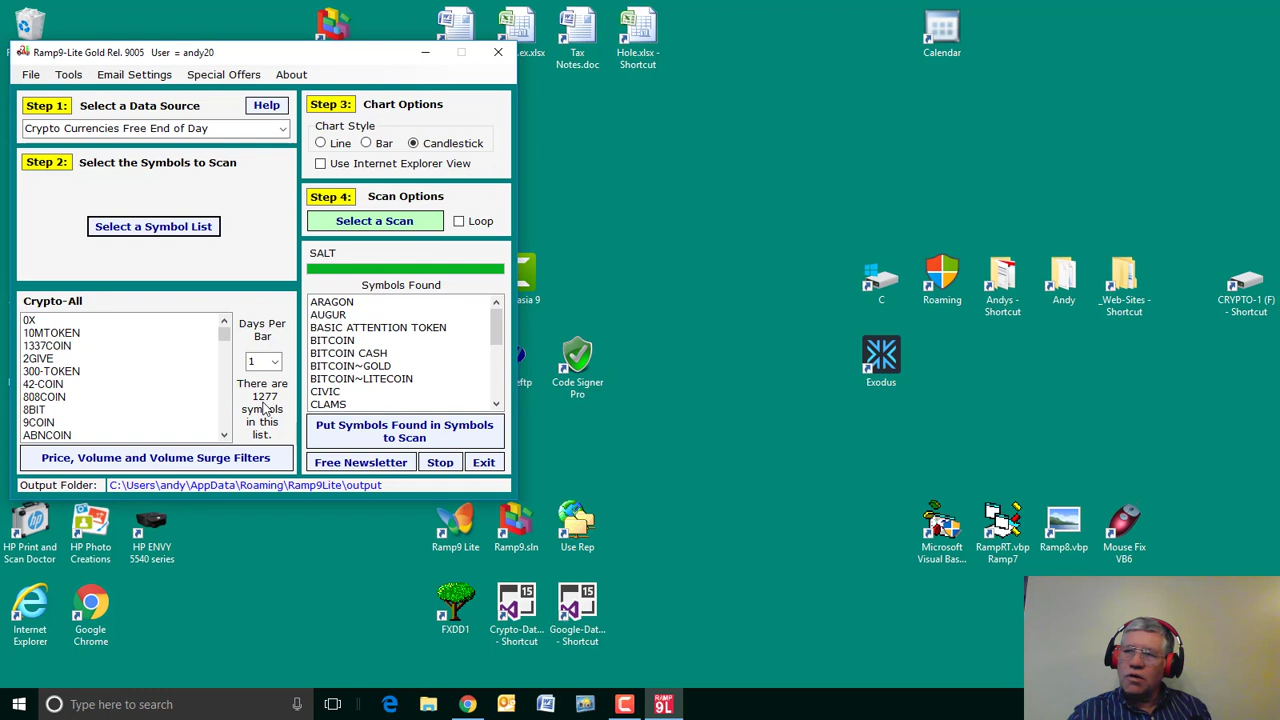 Ramp9-Lite Gold Rel. 9005 User = andy20
File Tools Email Settings Special Offers About
Step 1: Select a Data Source Help
Crypto Currencies Free End of Day
Step 2: Select the Symbols to Scan
Select a Symbol List
Crypto-All
0X
10MTOKEN
1337COIN
2GIVE
300-TOKEN
42-COIN
808COIN
8BIT
9COIN
ABNCOIN
Days Per
Bar
1
There are
1277
symbols
in this
list.
Price, Volume and Volume Surge Filters
Step 3: Chart Options
Chart Style
Line Bar Candlestick
Use Internet Explorer View
Step 4: Scan Options
Select a Scan Loop
SALT
Symbols Found
ARAGON
AUGUR
BASIC ATTENTION TOKEN
BITCOIN
BITCOIN CASH
BITCOIN~GOLD
BITCOIN~LITECOIN
CIVIC
CLAMS
Put Symbols Found in Symbols
to Scan
Free Newsletter Stop Exit
Output Folder: C:\Users\andy\AppData\Roaming\Ramp9Lite\output
ex.xlsx
Tax
Notes.doc
Hole.xlsx -
Shortcut
Calendar
C
Roaming
Andys -
Shortcut
Andy
_Web-Sites -
Shortcut
CRYPTO-1 (F)
- Shortcut
asia 9
eftp
Code Signer
Pro
Exodus
HP Print and
Scan Doctor
HP Photo
Creations
HP ENVY
5540 series
Ramp9 Lite
Ramp9.sln
Use Rep
Microsoft
Visual Bas...
RampRT.vbp
Ramp7
Ramp8.vbp
Mouse Fix
VB6
Internet
Explorer
Google
Chrome
FXDD1
15
Crypto-Dat...
- Shortcut
15
Google-Dat...
- Shortcut
Type here to search
RAMP
9L